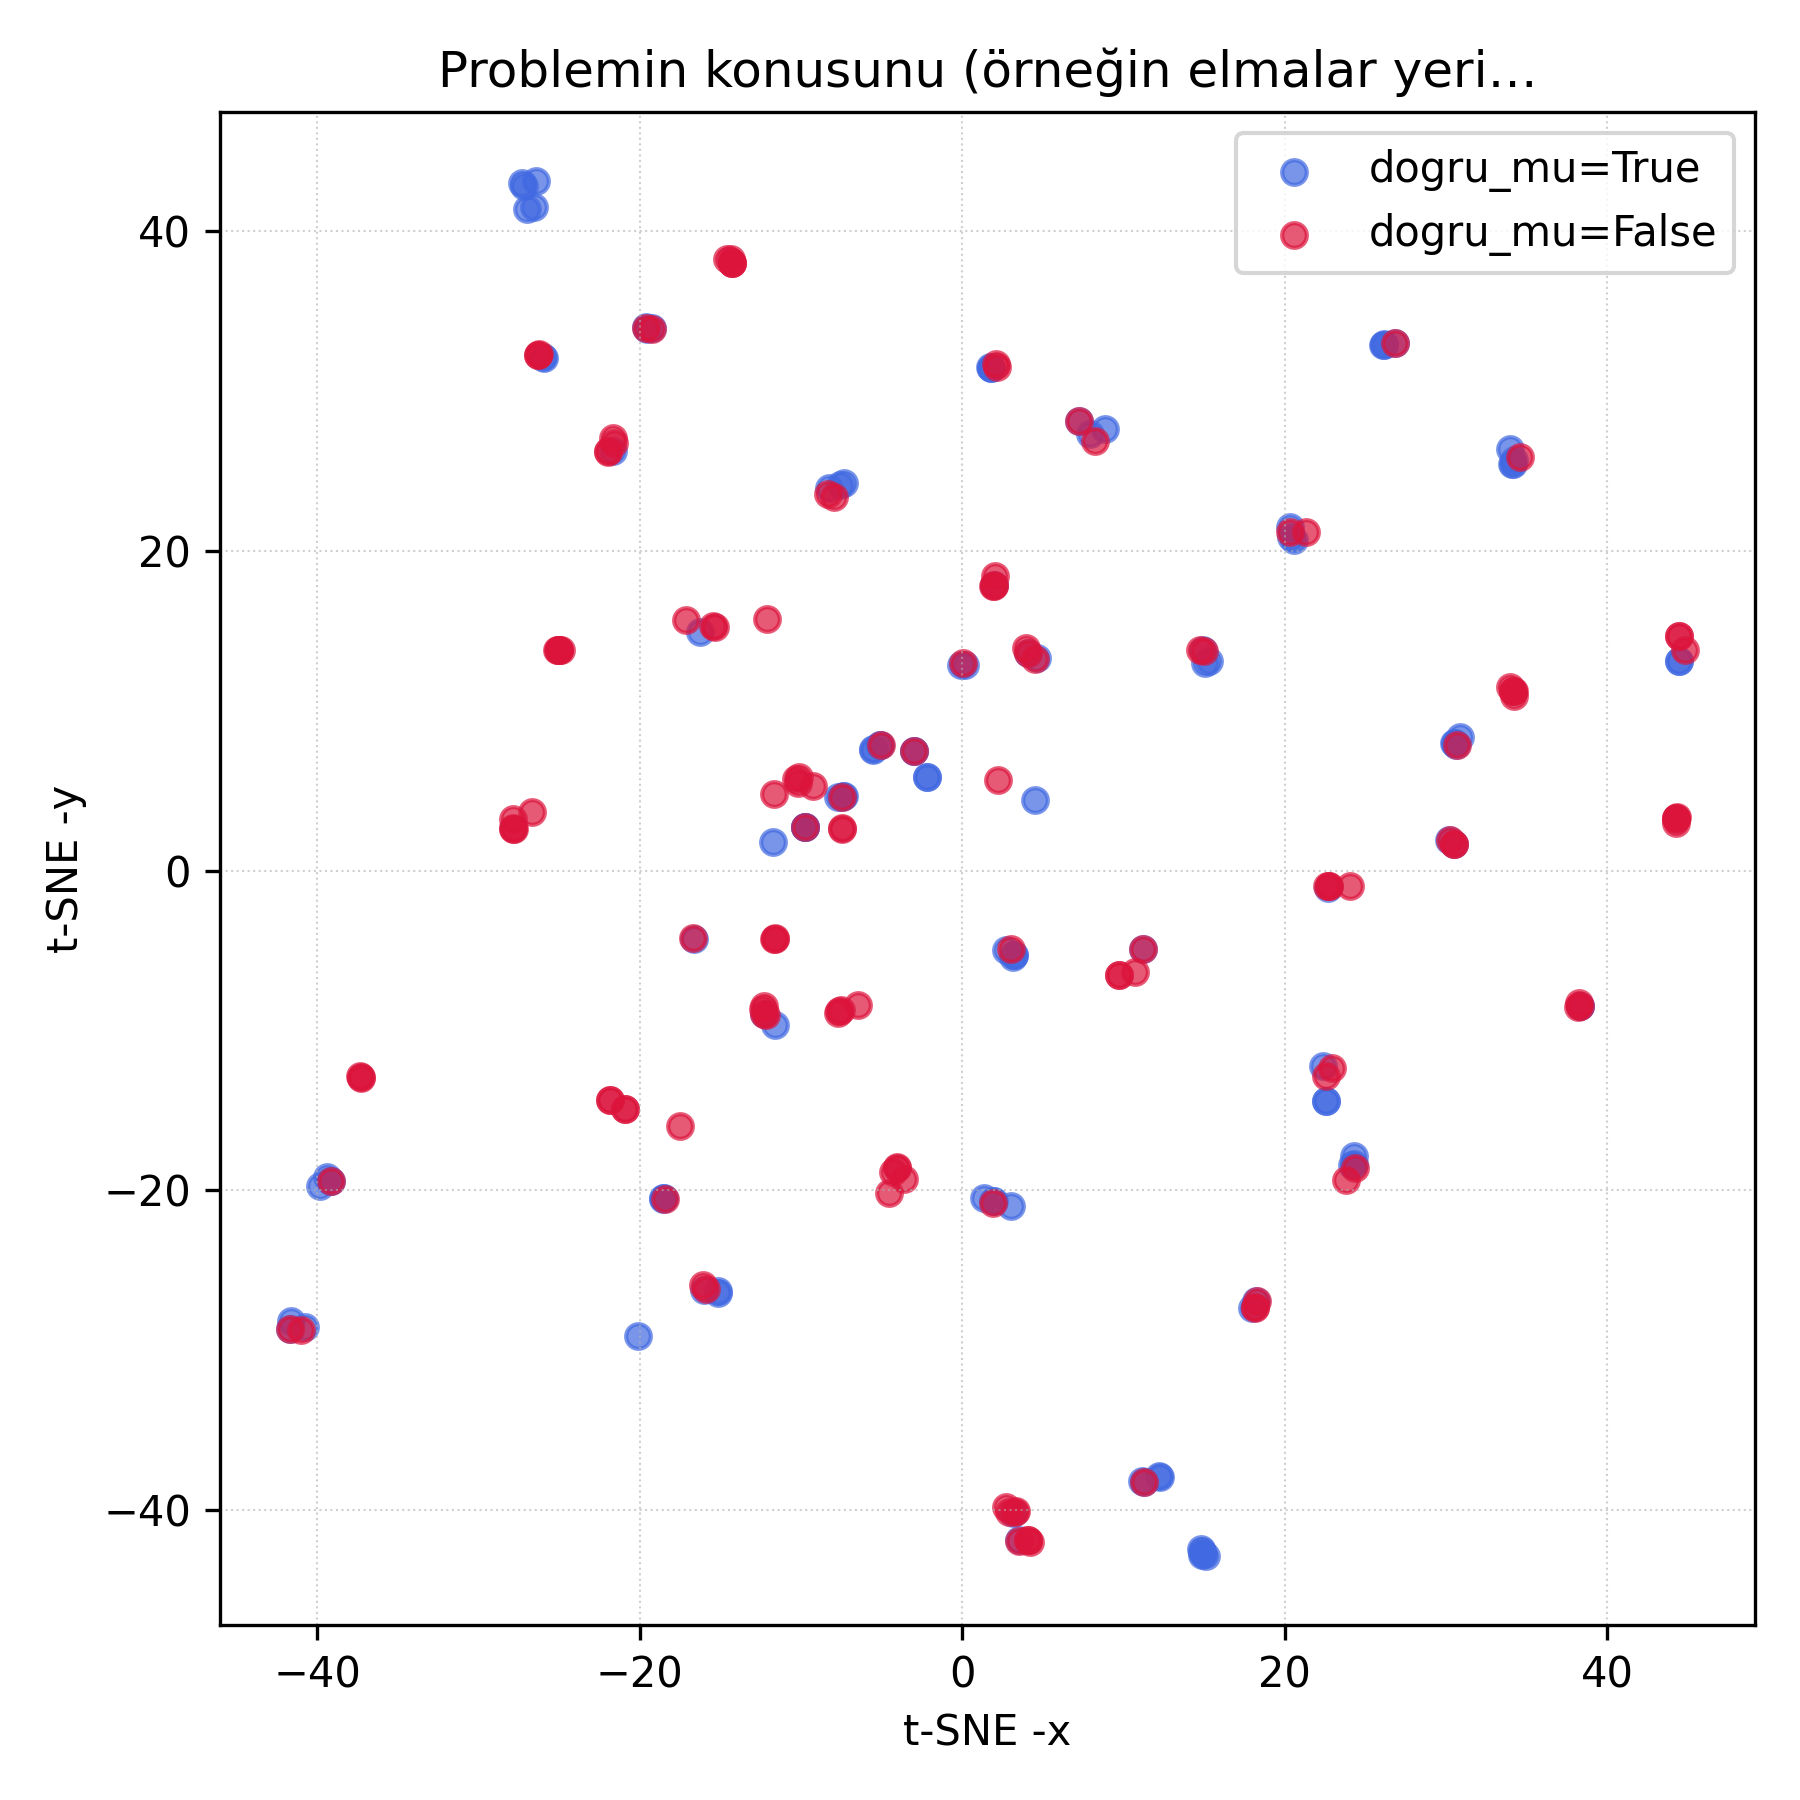 Problemin konusunu (örneğin elmalar yeri...
dogru_mu=True
dogru_mu=False
40
20
0
−20
−40
t-SNE -y
−40 −20 0 20 40
t-SNE -x